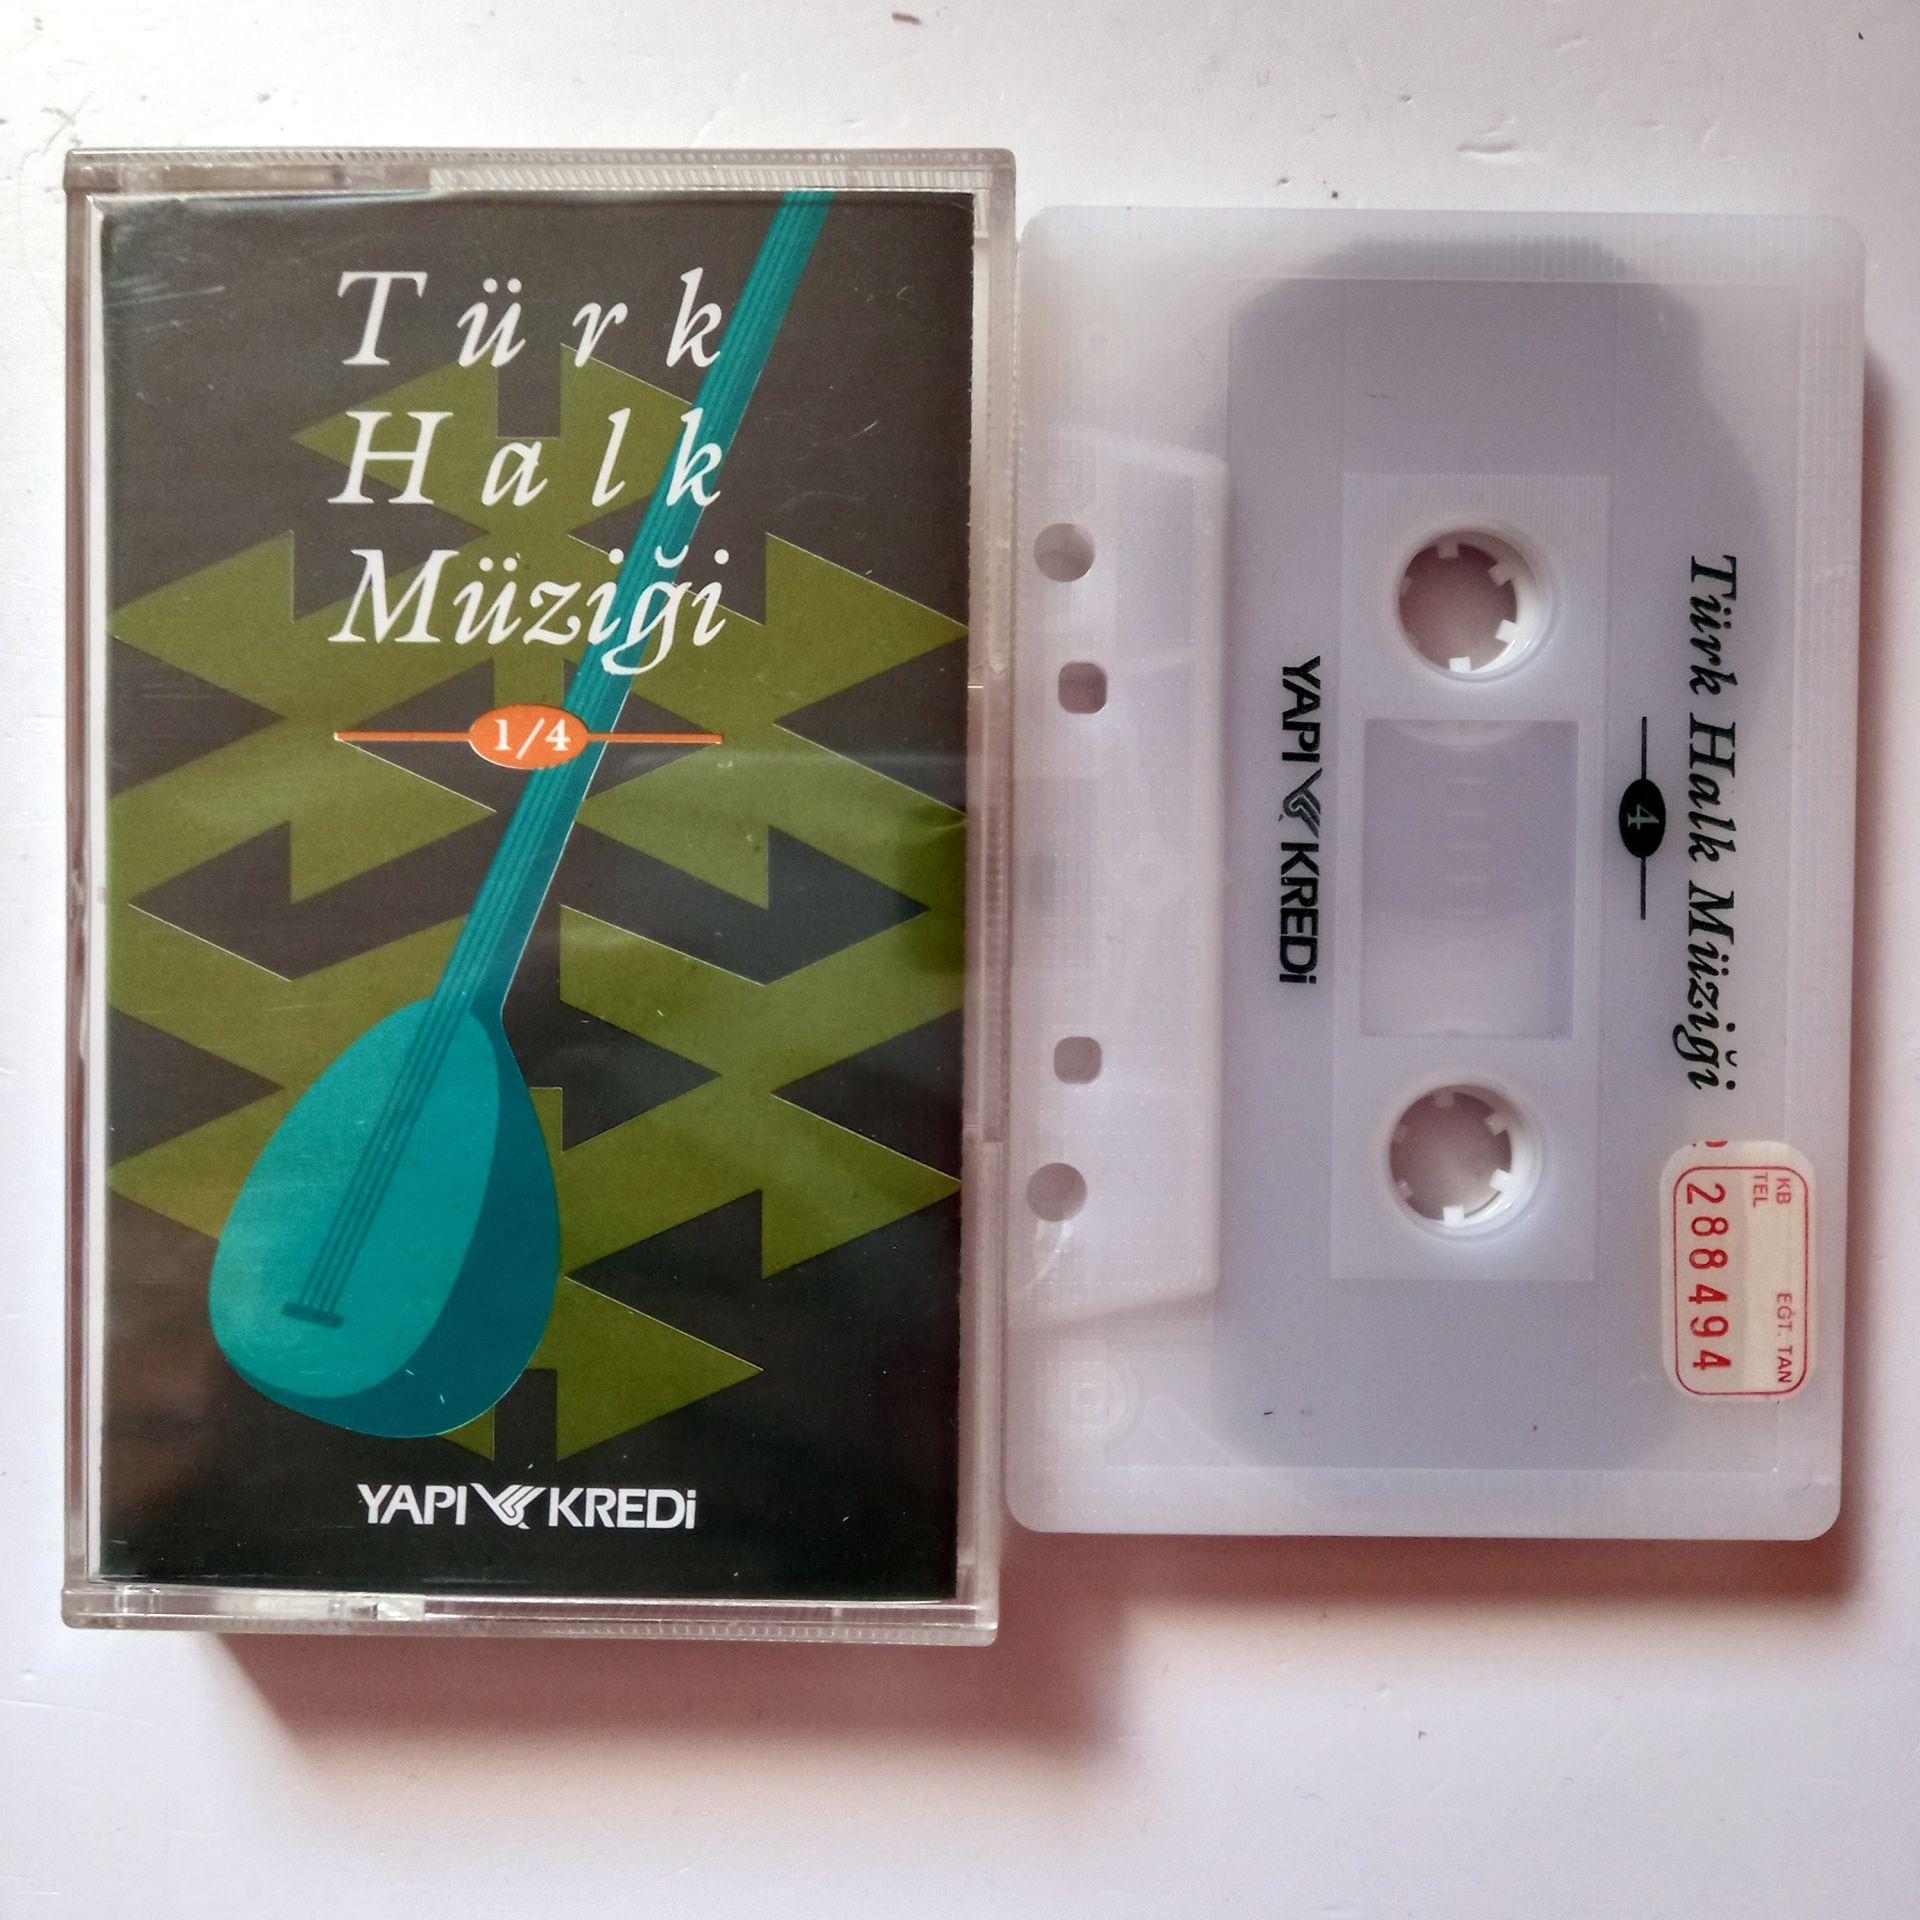 Türk
Halk
Müziği
1/4
YAPI KREDi
Türk Halk Müziği
4
YAPI KREDi
KB
TEL
EĞT. TAN
288494